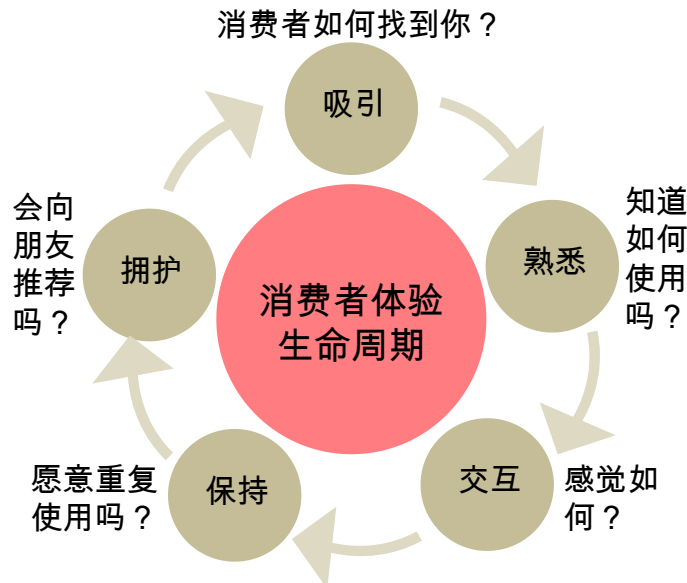 消费者如何找到你？
吸引
知道
如何
使用
吗？
熟悉
会向
朋友
推荐
吗？
拥护
消费者体验
生命周期
交互
感觉如
何？
保持
愿意重复
使用吗？